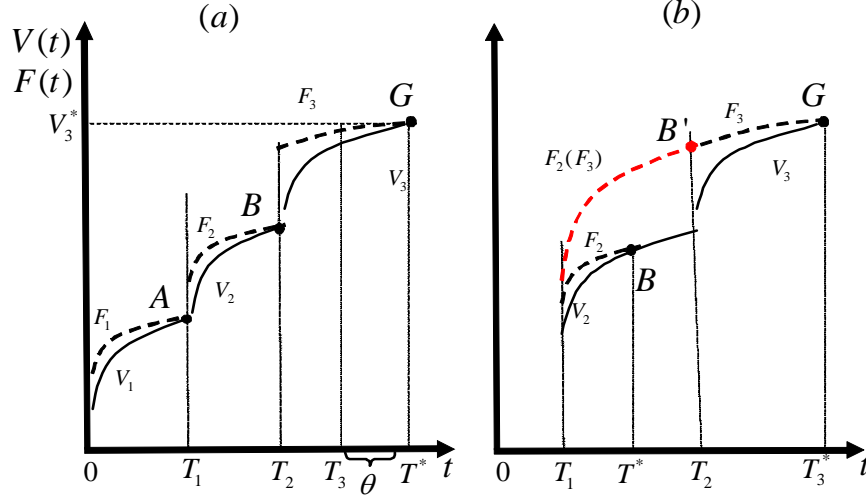 (a)
V(t)
F(t)
V₃*
F₃
G
V₃
B
F₂
V₂
A
F₁
V₁
0
T₁
T₂
T₃
T*
t
θ
(b)
G
F₃
B'
F₂(F₃)
V₃
F₂
B
V₂
0
T₁
T*
T₂
T₃*
t